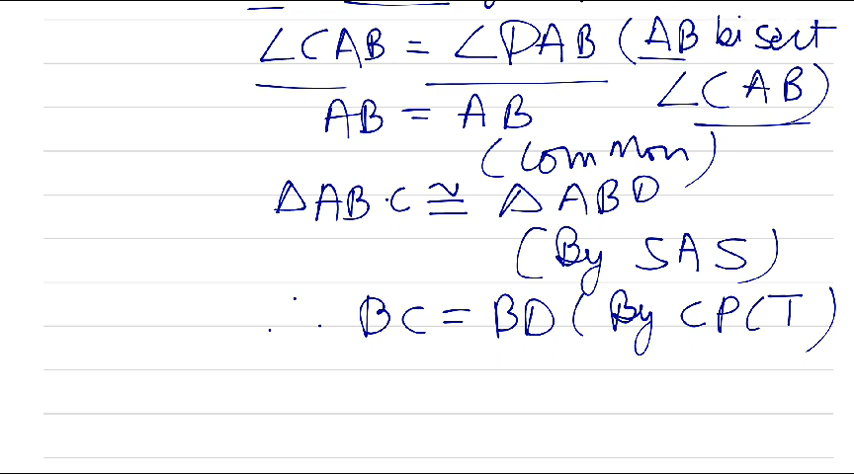 ∠CAB = ∠DAB (AB bisect
∠CAB)
AB = AB
(common)
△ABC ≅ △ABD
(By SAS)
∴ BC = BD (By CPCT)